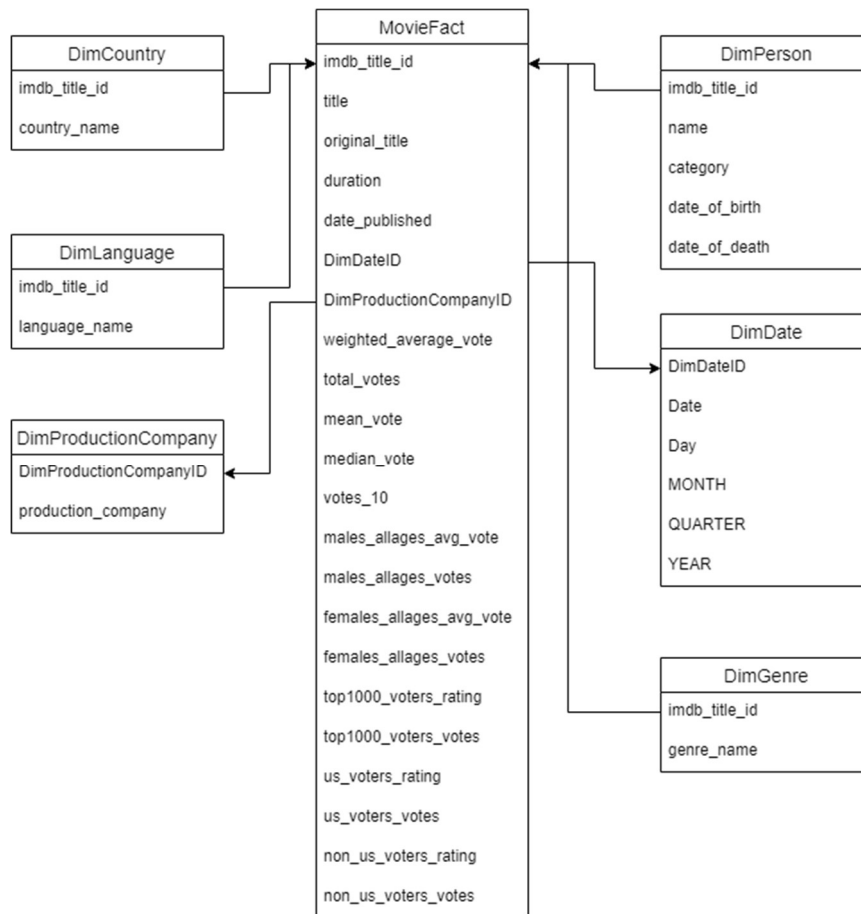 DimCountry
imdb_title_id
country_name
DimLanguage
imdb_title_id
language_name
DimProductionCompany
DimProductionCompanyID
production_company
MovieFact
imdb_title_id
title
original_title
duration
date_published
DimDateID
DimProductionCompanyID
weighted_average_vote
total_votes
mean_vote
median_vote
votes_10
males_allages_avg_vote
males_allages_votes
females_allages_avg_vote
females_allages_votes
top1000_voters_rating
top1000_voters_votes
us_voters_rating
us_voters_votes
non_us_voters_rating
non_us_voters_votes
DimPerson
imdb_title_id
name
category
date_of_birth
date_of_death
DimDate
DimDateID
Date
Day
MONTH
QUARTER
YEAR
DimGenre
imdb_title_id
genre_name